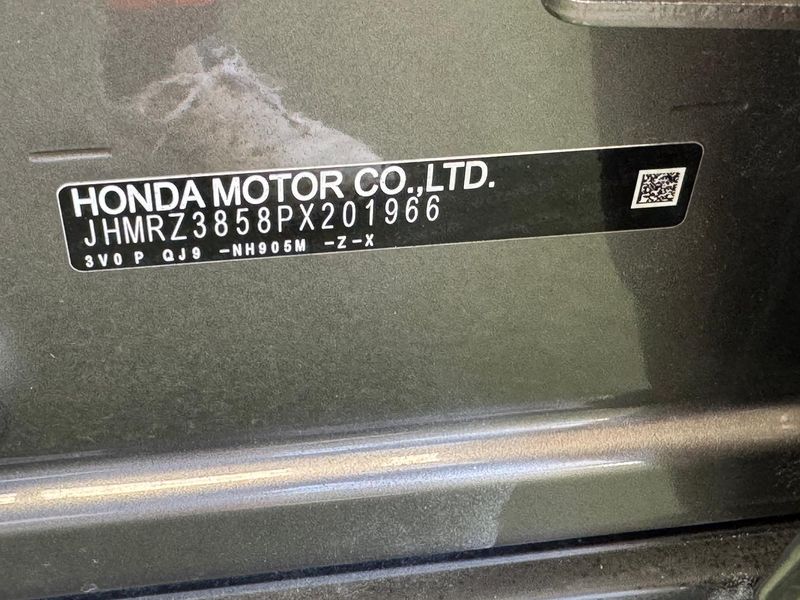 HONDA MOTOR CO.,LTD.
JHMRZ3858PX201966
3V0 P QJ9 -NH905M -Z-X